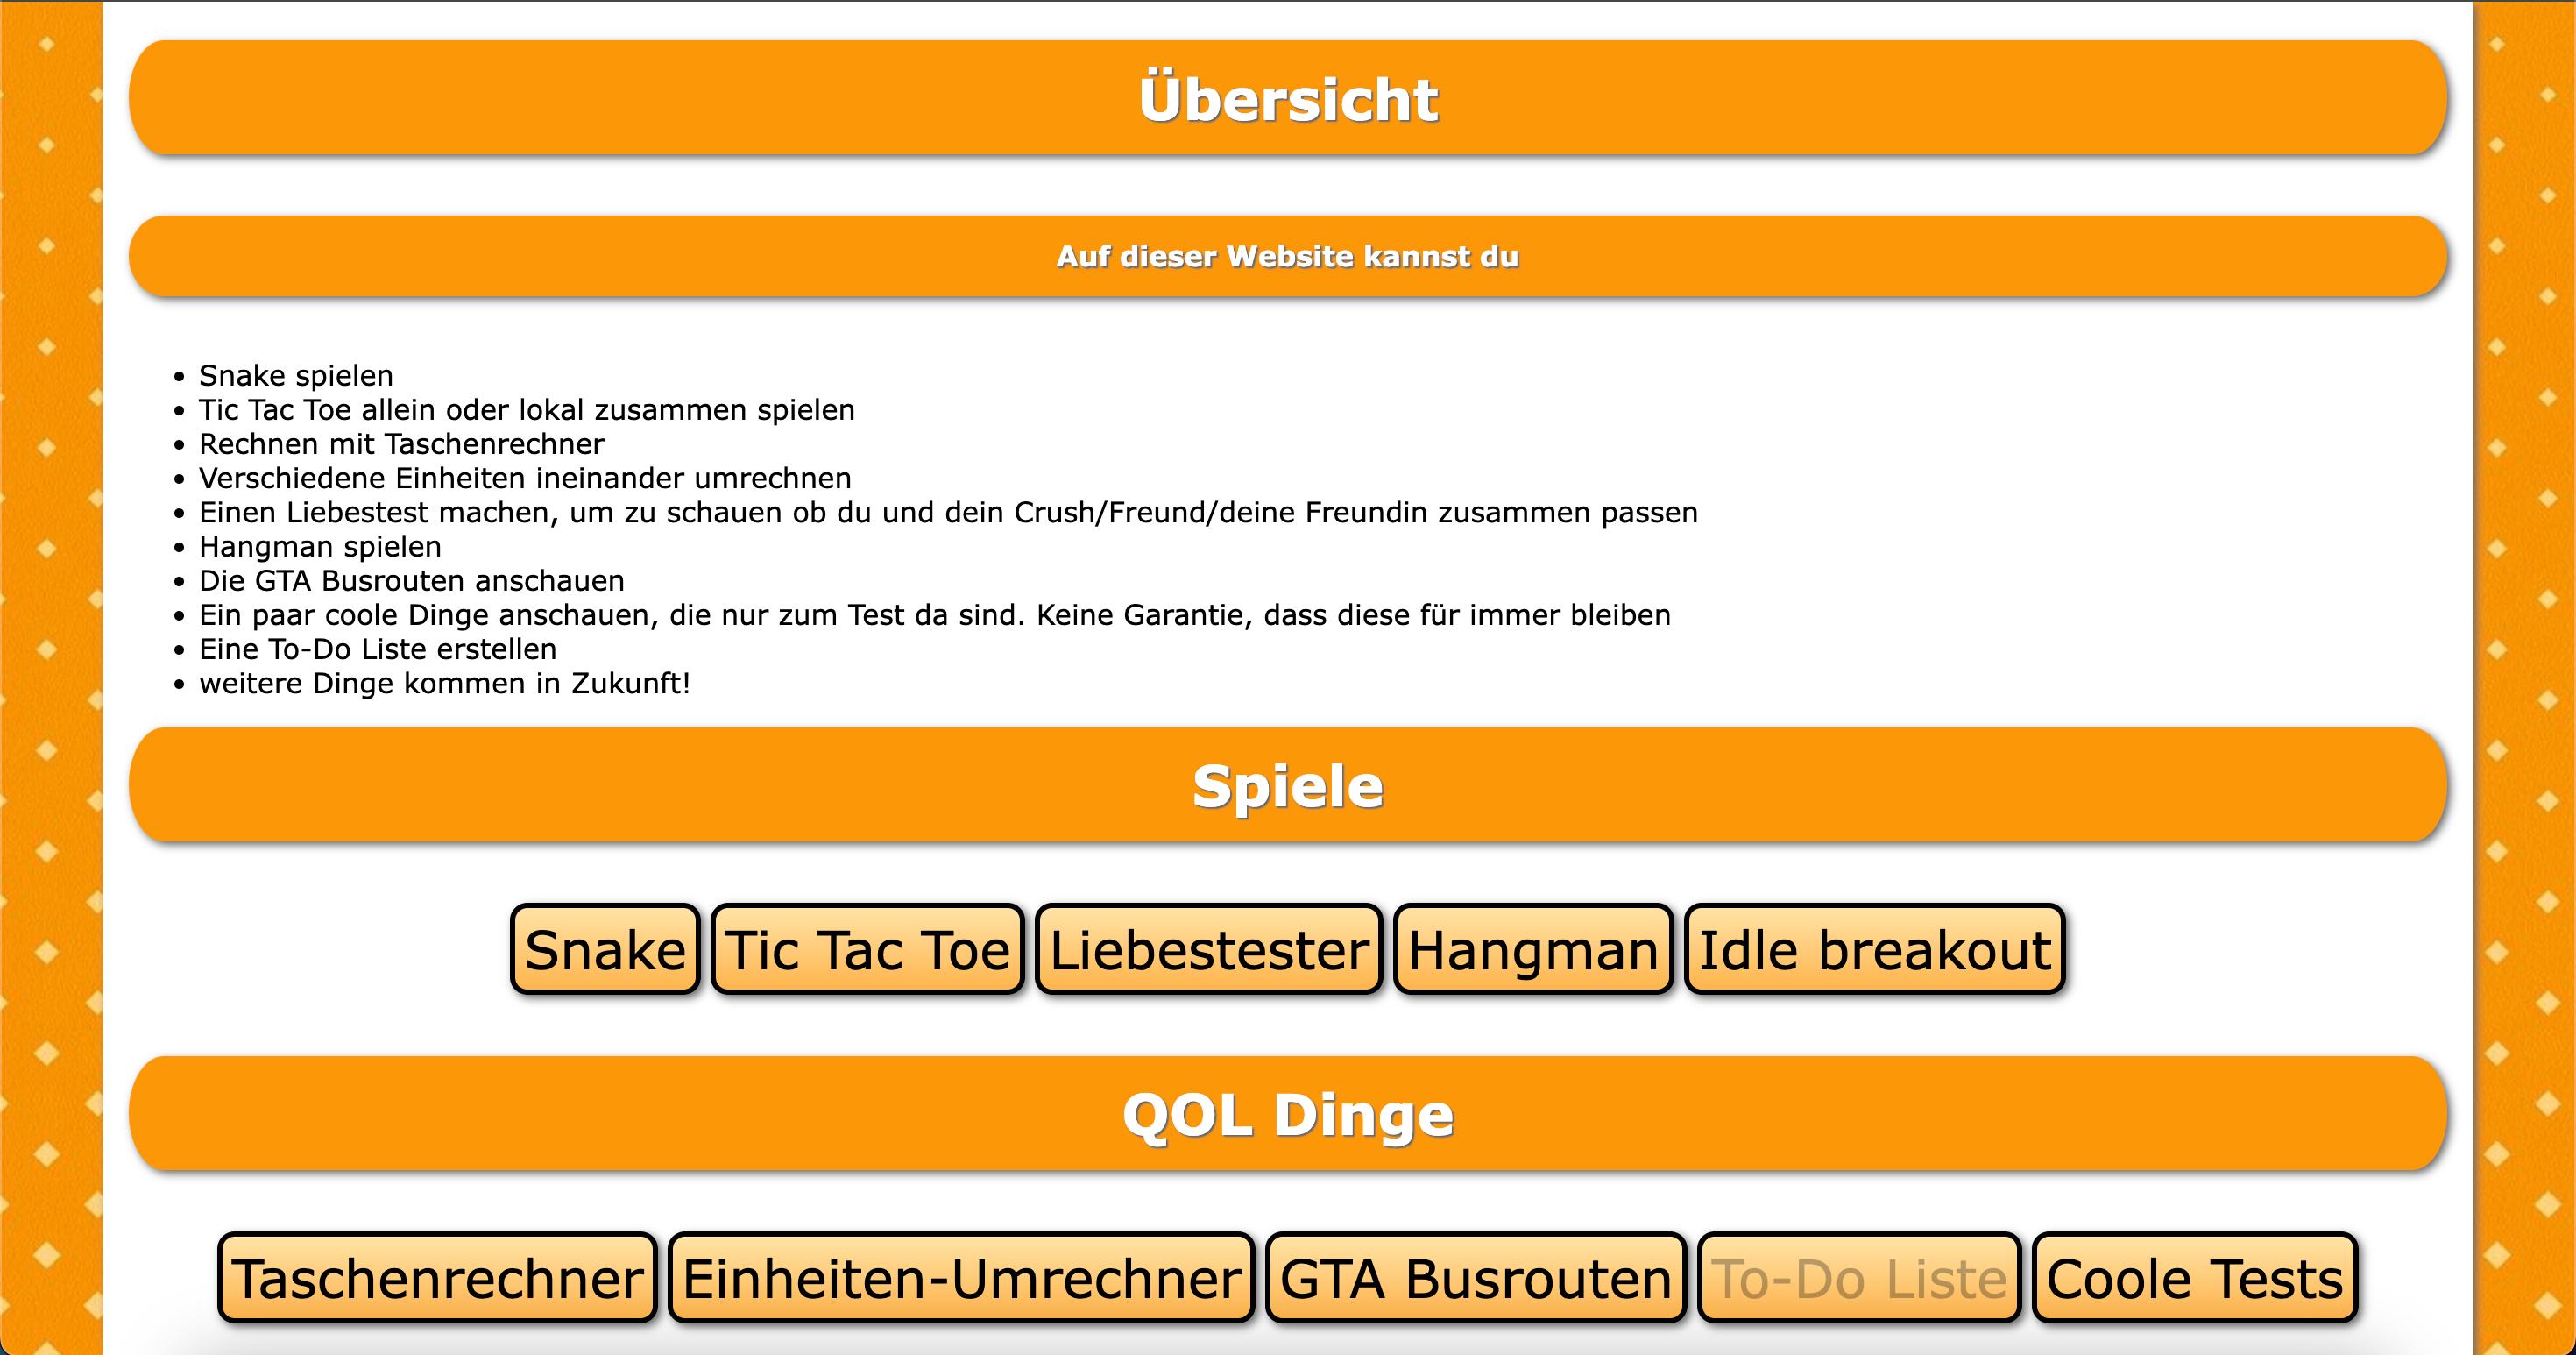 Übersicht
Auf dieser Website kannst du
• Snake spielen
• Tic Tac Toe allein oder lokal zusammen spielen
• Rechnen mit Taschenrechner
• Verschiedene Einheiten ineinander umrechnen
• Einen Liebestest machen, um zu schauen ob du und dein Crush/Freund/deine Freundin zusammen passen
• Hangman spielen
• Die GTA Busrouten anschauen
• Ein paar coole Dinge anschauen, die nur zum Test da sind. Keine Garantie, dass diese für immer bleiben
• Eine To-Do Liste erstellen
• weitere Dinge kommen in Zukunft!
Spiele
Snake Tic Tac Toe Liebestester Hangman Idle breakout
QOL Dinge
Taschenrechner Einheiten-Umrechner GTA Busrouten To-Do Liste Coole Tests